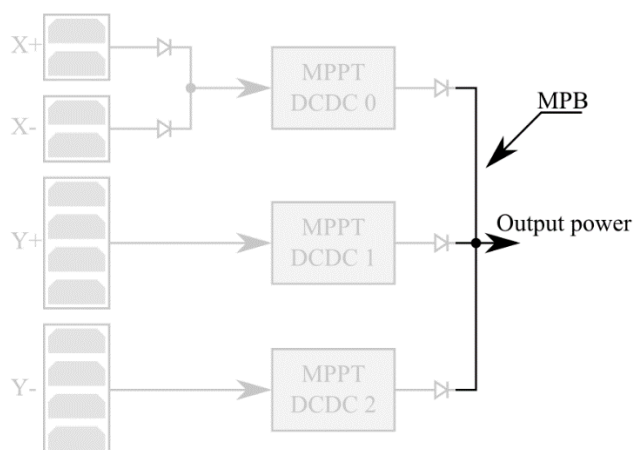 X+
MPPT
DCDC 0
MPB
X-
Output power
Y+
MPPT
DCDC 1
Y-
MPPT
DCDC 2